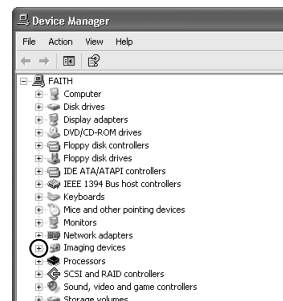 Device Manager
File Action View Help
FAITH
Computer
Disk drives
Display adapters
DVD/CD-ROM drives
Floppy disk controllers
Floppy disk drives
IDE ATA/ATAPI controllers
IEEE 1394 Bus host controllers
Keyboards
Mice and other pointing devices
Monitors
Network adapters
Imaging devices
Processors
SCSI and RAID controllers
Sound, video and game controllers
Storage volumes